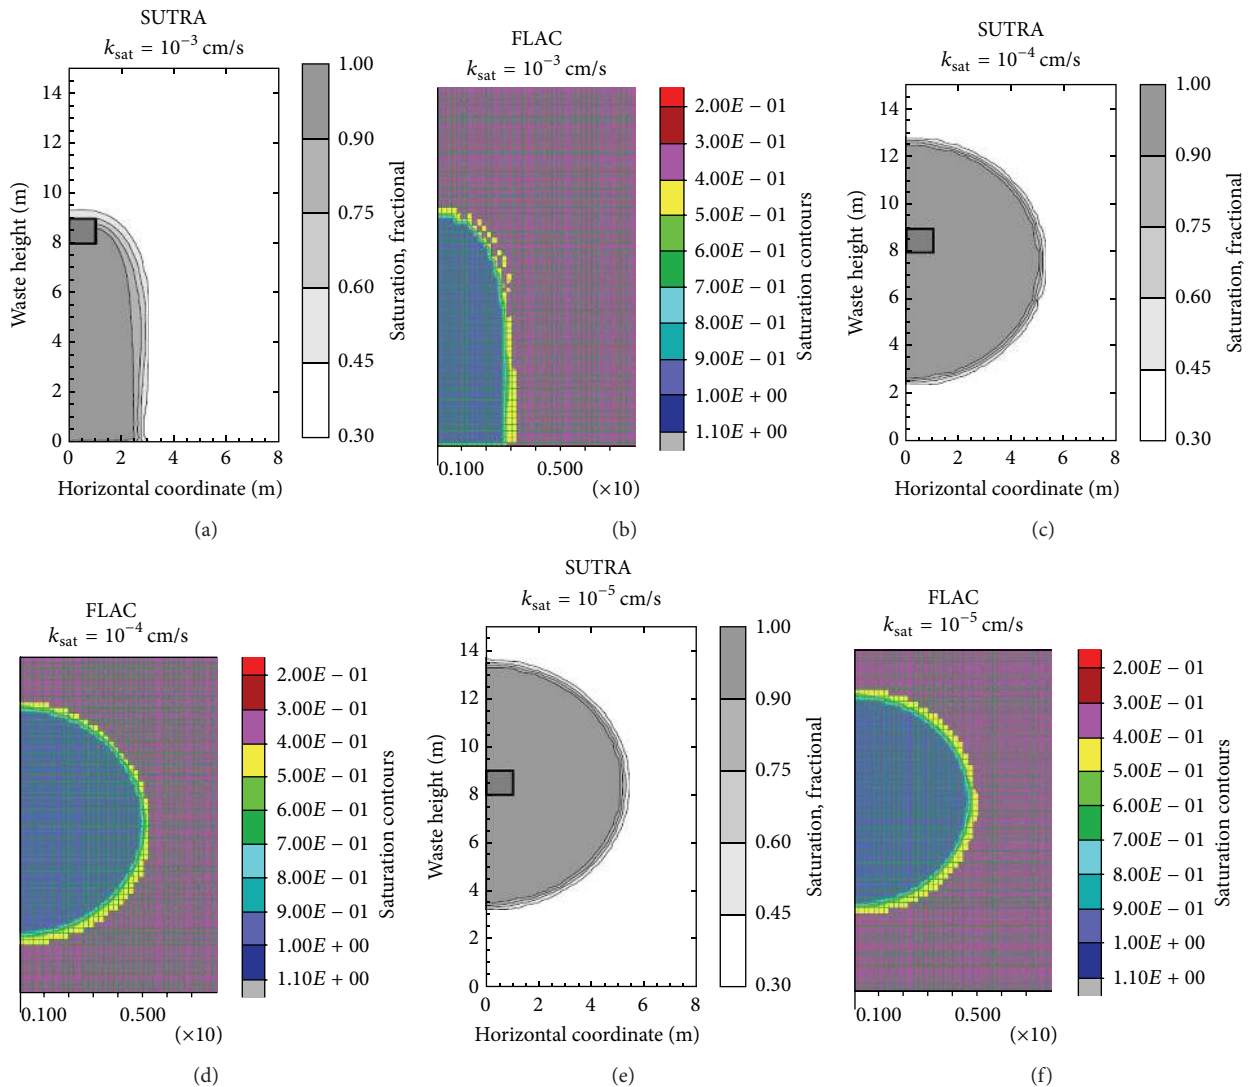 SUTRA
k_sat = 10^−3 cm/s
14
12
10
8
6
4
2
0
Waste height (m)
0 2 4 6 8
Horizontal coordinate (m)
1.00
0.90
0.75
0.60
0.45
0.30
Saturation, fractional
(a)
FLAC
k_sat = 10^−3 cm/s
0.100 0.500
(×10)
2.00E − 01
3.00E − 01
4.00E − 01
5.00E − 01
6.00E − 01
7.00E − 01
8.00E − 01
9.00E − 01
1.00E + 00
1.10E + 00
Saturation contours
(b)
SUTRA
k_sat = 10^−4 cm/s
14
12
10
8
6
4
2
0
Waste height (m)
0 2 4 6 8
Horizontal coordinate (m)
1.00
0.90
0.75
0.60
0.45
0.30
Saturation, fractional
(c)
FLAC
k_sat = 10^−4 cm/s
0.100 0.500
(×10)
2.00E − 01
3.00E − 01
4.00E − 01
5.00E − 01
6.00E − 01
7.00E − 01
8.00E − 01
9.00E − 01
1.00E + 00
1.10E + 00
Saturation contours
(d)
SUTRA
k_sat = 10^−5 cm/s
14
12
10
8
6
4
2
0
Waste height (m)
0 2 4 6 8
Horizontal coordinate (m)
1.00
0.90
0.75
0.60
0.45
0.30
Saturation, fractional
(e)
FLAC
k_sat = 10^−5 cm/s
0.100 0.500
(×10)
2.00E − 01
3.00E − 01
4.00E − 01
5.00E − 01
6.00E − 01
7.00E − 01
8.00E − 01
9.00E − 01
1.00E + 00
1.10E + 00
Saturation contours
(f)